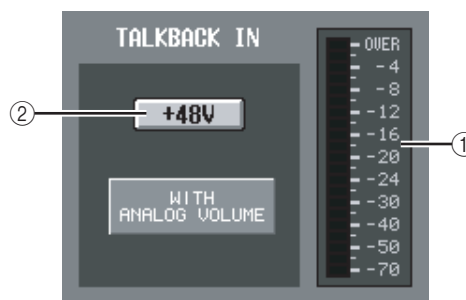 TALKBACK IN
② +48V
WITH
ANALOG VOLUME
OVER
-4
-8
-12
-16
①
-20
-24
-30
-40
-50
-70